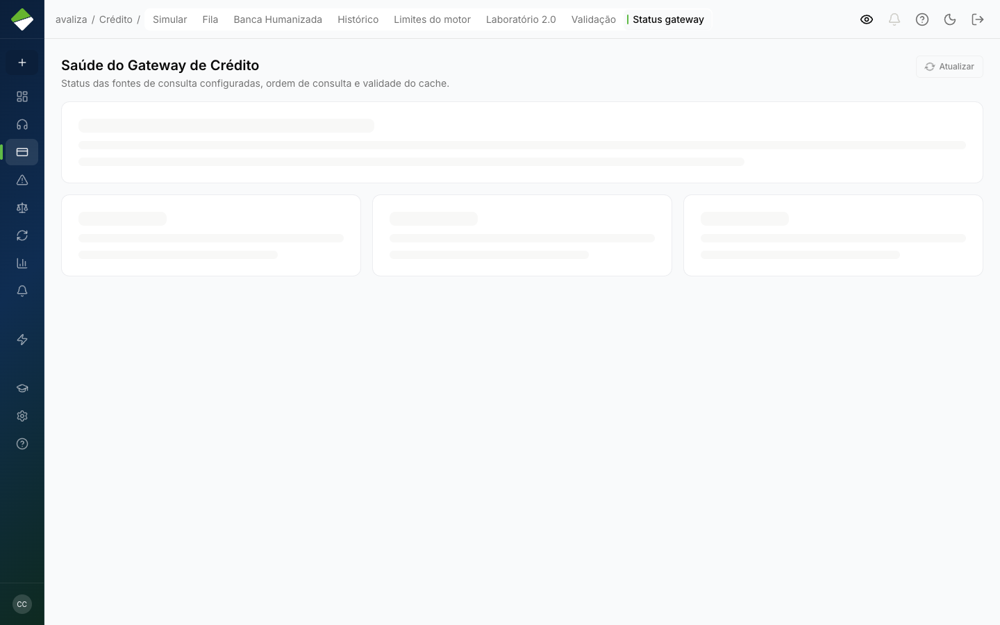 avaliza / Crédito / Simular Fila Banca Humanizada Histórico Limites do motor Laboratório 2.0 Validação Status gateway
Saúde do Gateway de Crédito
Atualizar
Status das fontes de consulta configuradas, ordem de consulta e validade do cache.
CC